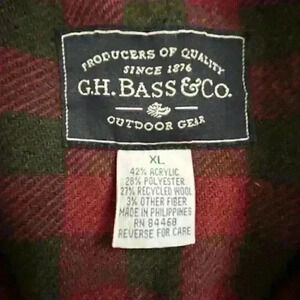 PRODUCERS OF QUALITY
SINCE 1876
G.H. BASS & CO.
OUTDOOR GEAR
XL
42% ACRYLIC
28% POLYESTER
27% RECYCLED WOOL
3% OTHER FIBER
MADE IN PHILIPPINES
RN 84468
REVERSE FOR CARE